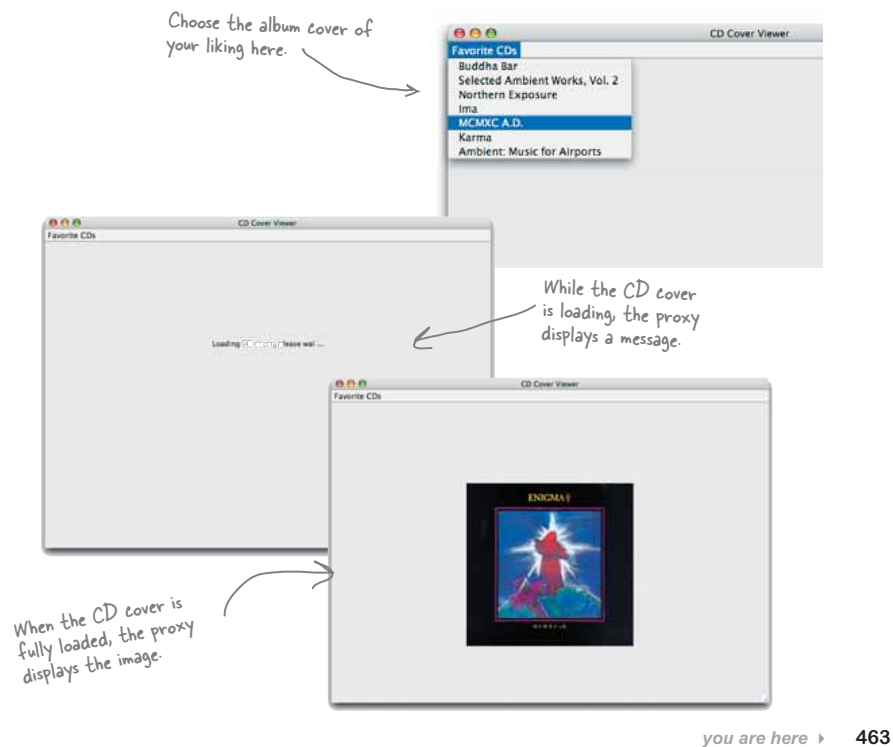 Choose the album cover of
your liking here.
CD Cover Viewer
Favorite CDs
Buddha Bar
Selected Ambient Works, Vol. 2
Northern Exposure
Ima
MCMXC A.D.
Karma
Ambient: Music for Airports
CD Cover Viewer
Favorite CDs
Loading
While the CD cover
is loading, the proxy
displays a message.
CD Cover Viewer
Favorite CDs
ENIGMA
When the CD cover is
fully loaded, the proxy
displays the image.
you are here
463